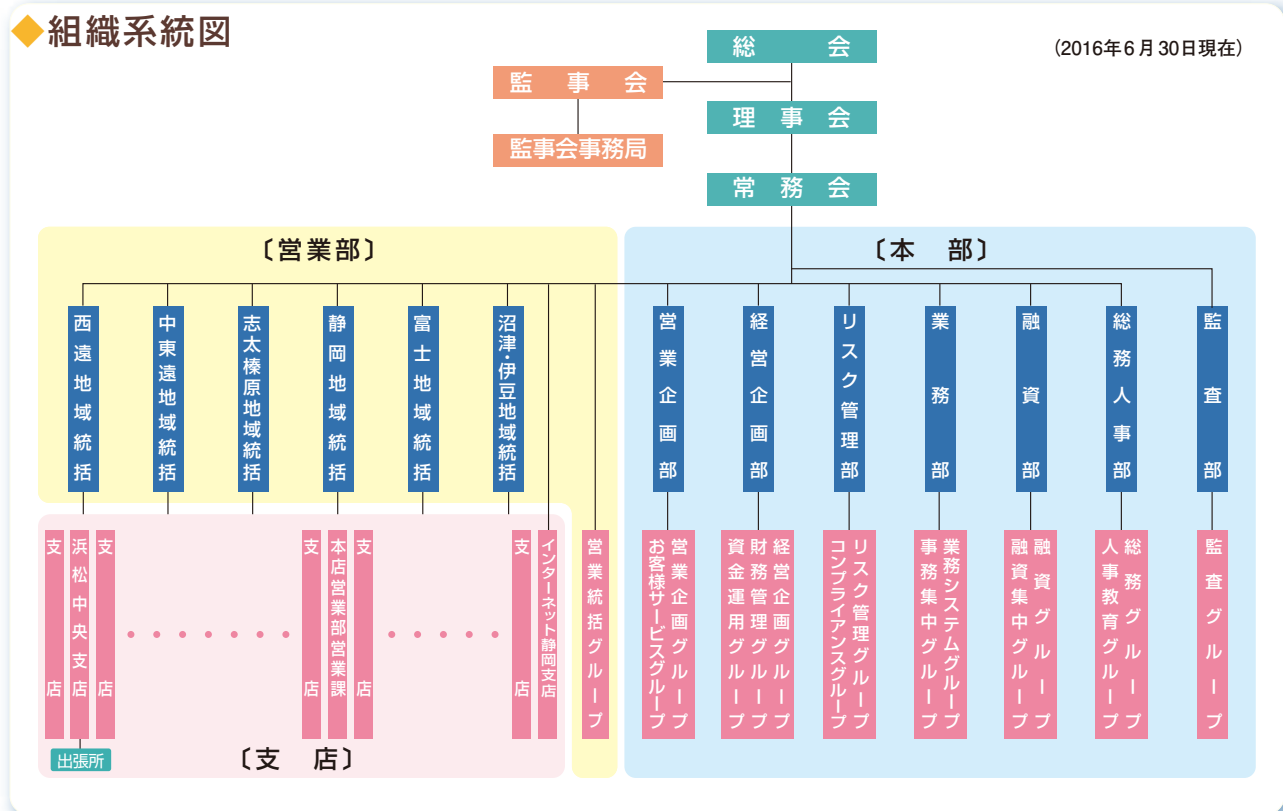 組織系統図
(2016年6月30日現在)
総会
監事会
理事会
監事会事務局
常務会
〔営業部〕
〔本部〕
西遠地域統括
中東遠地域統括
志太榛原地域統括
静岡地域統括
富士地域統括
沼津・伊豆地域統括
営業企画部
経営企画部
リスク管理部
業務部
融資部
総務人事部
監査部
支店
浜松中央支店
支店
支店
本店営業部営業課
支店
支店
インターネット静岡支店
営業統括グループ
営業企画グループ
お客様サービスグループ
経営企画グループ
財務管理グループ
資金運用グループ
リスク管理グループ
コンプライアンスグループ
業務システムグループ
事務集中グループ
融資グループ
融資集中グループ
総務グループ
人事教育グループ
監査グループ
出張所
〔支店〕